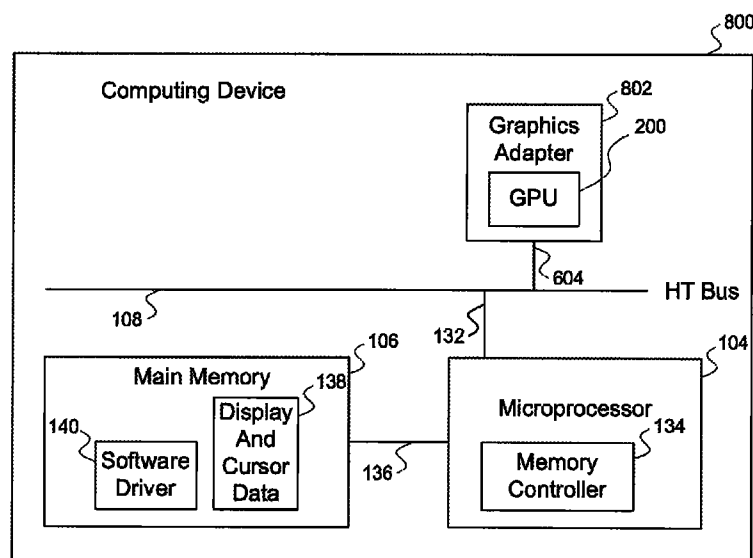 800
Computing Device
802
Graphics
Adapter
200
GPU
604
HT Bus
108
132
106
104
Main Memory
138
Display
And
Cursor
Data
140
Software
Driver
136
Microprocessor
134
Memory
Controller